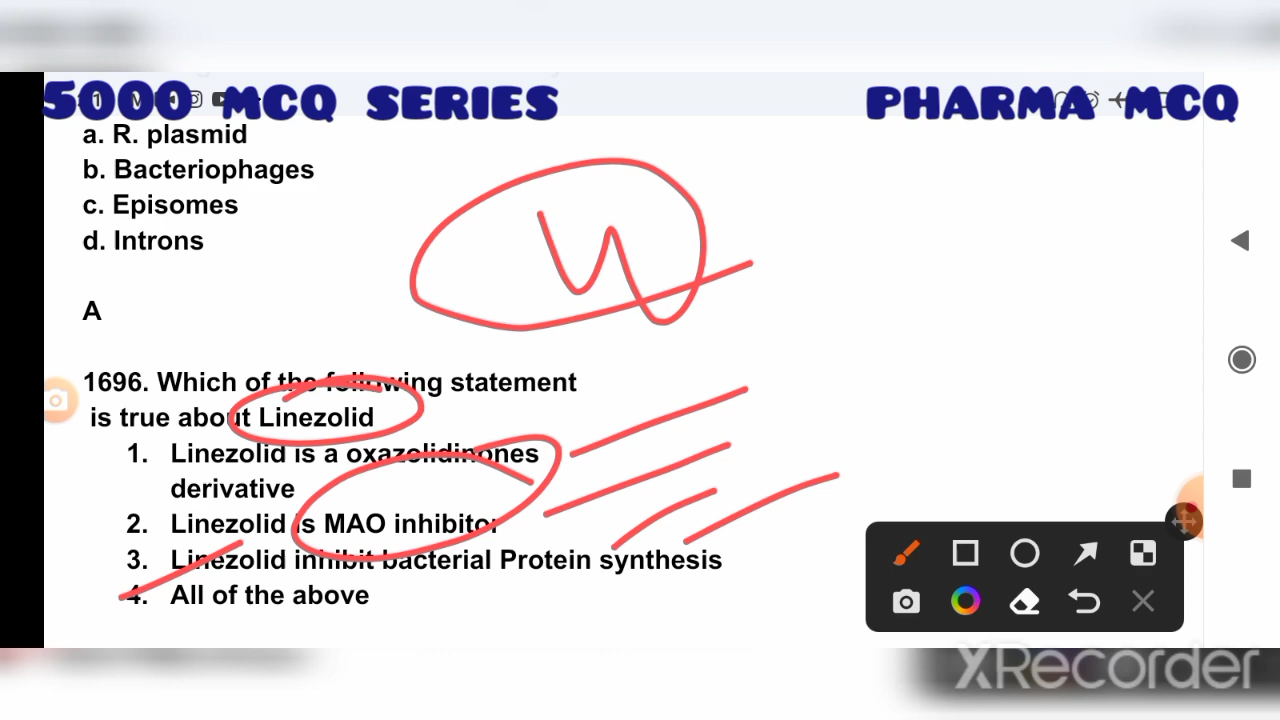 5000 MCQ SERIES PHARMA MCQ
a. R. plasmid
b. Bacteriophages
c. Episomes
d. Introns
A
1696. Which of the following statement
is true about Linezolid
1. Linezolid is a oxazolidinones
derivative
2. Linezolid is MAO inhibitor
3. Linezolid inhibit bacterial Protein synthesis
4. All of the above
XRecorder